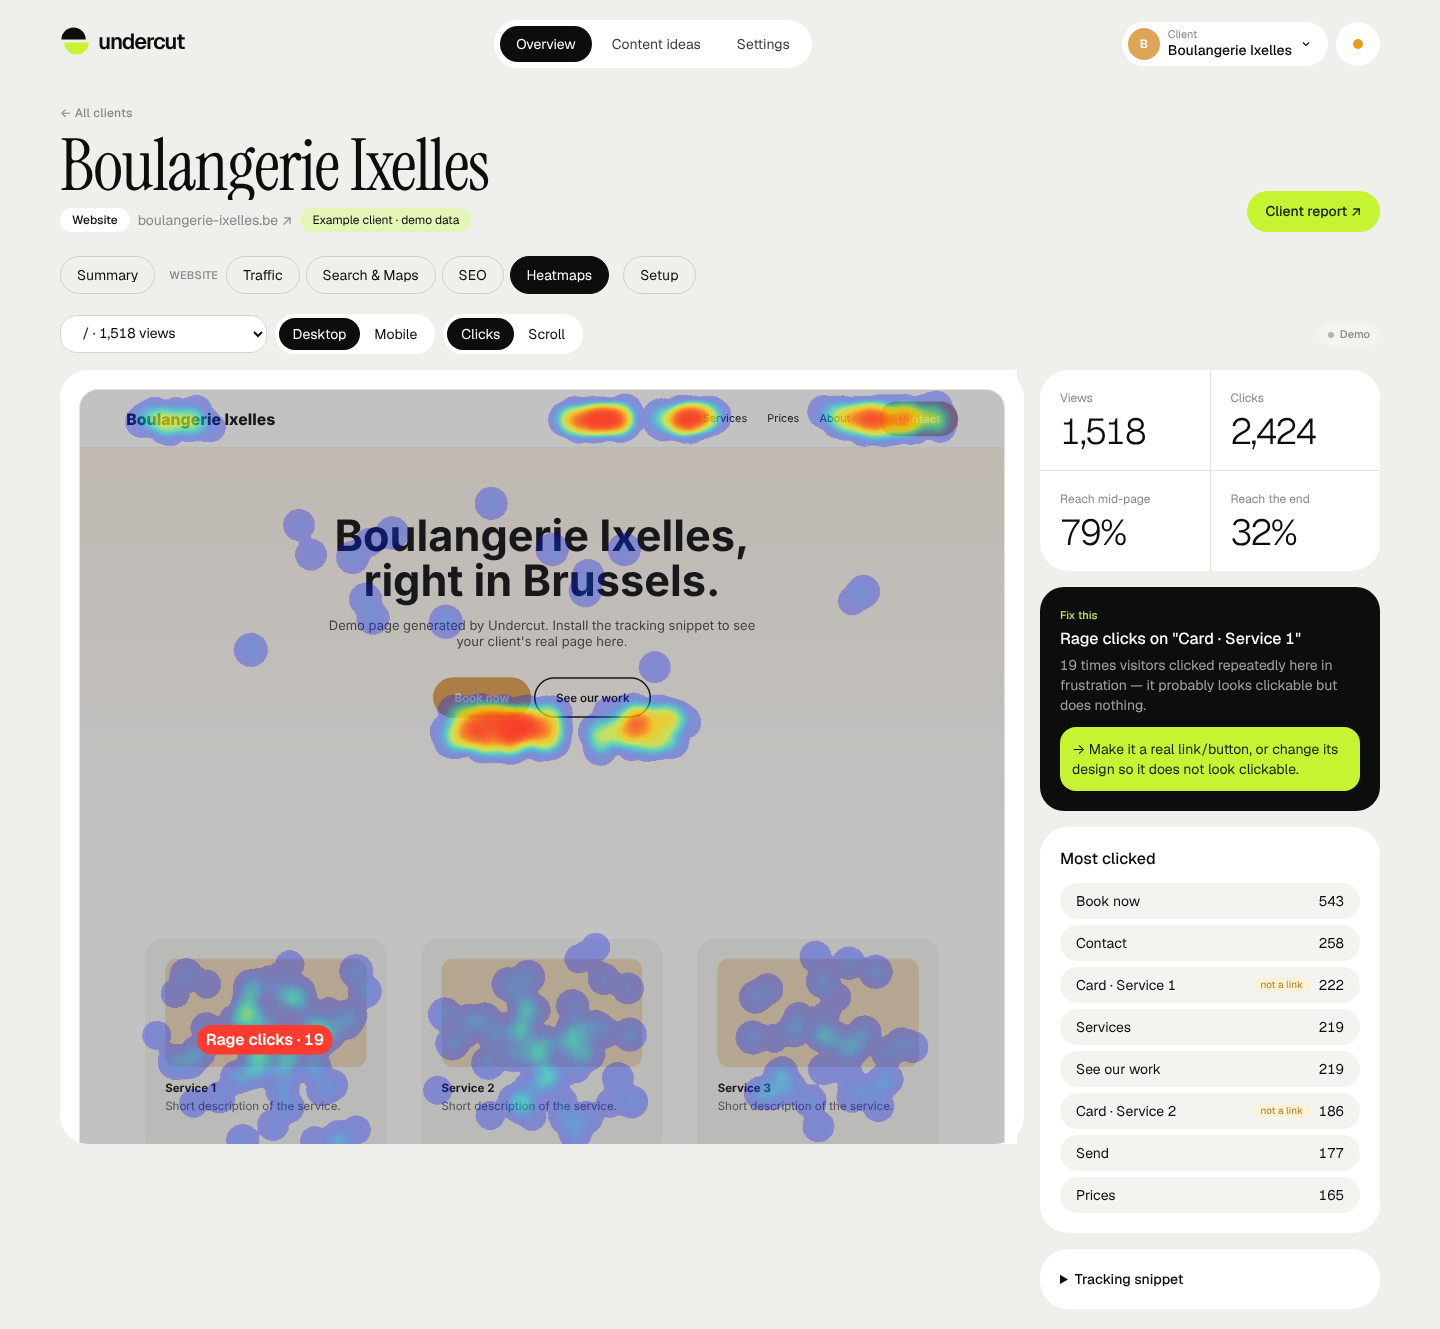 undercut
Overview
Content ideas
Settings
B
Client
Boulangerie Ixelles
← All clients
Boulangerie Ixelles
Website
boulangerie-ixelles.be ↗
Example client · demo data
Client report ↗
Summary
WEBSITE
Traffic
Search & Maps
SEO
Heatmaps
Setup
/ · 1,518 views
Desktop
Mobile
Clicks
Scroll
Demo
Boulangerie Ixelles
Services
Prices
About
Contact
Boulangerie Ixelles,
right in Brussels.
Demo page generated by Undercut. Install the tracking snippet to see
your client's real page here.
Book now
See our work
Rage clicks · 19
Service 1
Short description of the service.
Service 2
Short description of the service.
Service 3
Short description of the service.
Views
1,518
Clicks
2,424
Reach mid-page
79%
Reach the end
32%
Fix this
Rage clicks on "Card · Service 1"
19 times visitors clicked repeatedly here in
frustration — it probably looks clickable but
does nothing.
→ Make it a real link/button, or change its
design so it does not look clickable.
Most clicked
Book now 543
Contact 258
Card · Service 1 not a link 222
Services 219
See our work 219
Card · Service 2 not a link 186
Send 177
Prices 165
Tracking snippet